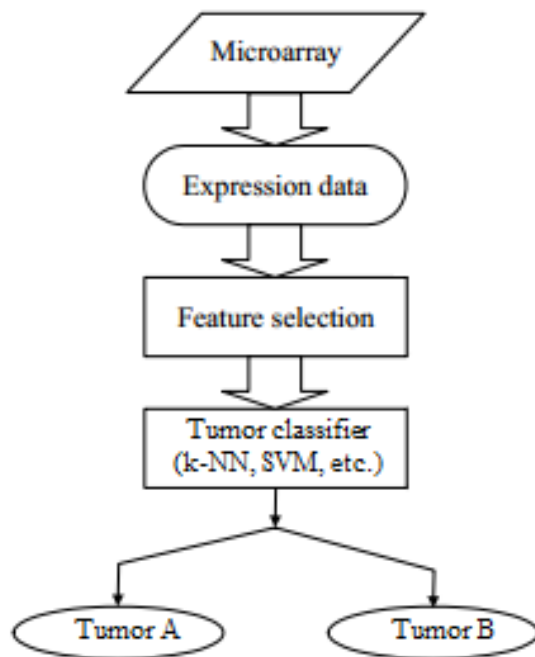 Microarray
Expression data
Feature selection
Tumor classifier
(k-NN, SVM, etc.)
Tumor A
Tumor B